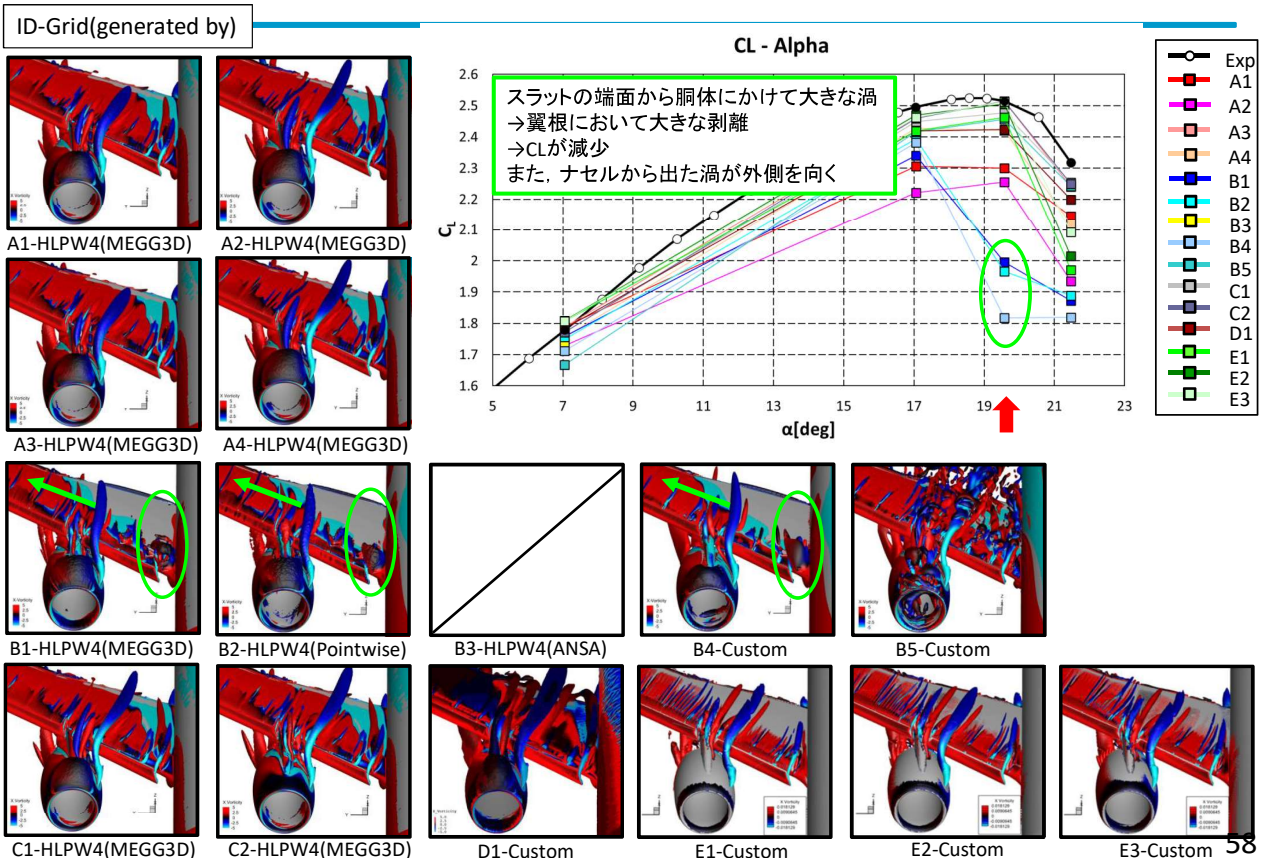 ID-Grid(generated by)
CL - Alpha
2.6
2.5
2.4
2.3
2.2
2.1
2
1.9
1.8
1.7
1.6
CL
5
7
9
11
13
15
17
19
21
23
α[deg]
スラットの端面から胴体にかけて大きな渦
→翼根において大きな剥離
→CLが減少
また，ナセルから出た渦が外側を向く
Exp
A1
A2
A3
A4
B1
B2
B3
B4
B5
C1
C2
D1
E1
E2
E3
A1-HLPW4(MEGG3D)
A2-HLPW4(MEGG3D)
A3-HLPW4(MEGG3D)
A4-HLPW4(MEGG3D)
B1-HLPW4(MEGG3D)
B2-HLPW4(Pointwise)
B3-HLPW4(ANSA)
B4-Custom
B5-Custom
C1-HLPW4(MEGG3D)
C2-HLPW4(MEGG3D)
D1-Custom
E1-Custom
E2-Custom
E3-Custom
58